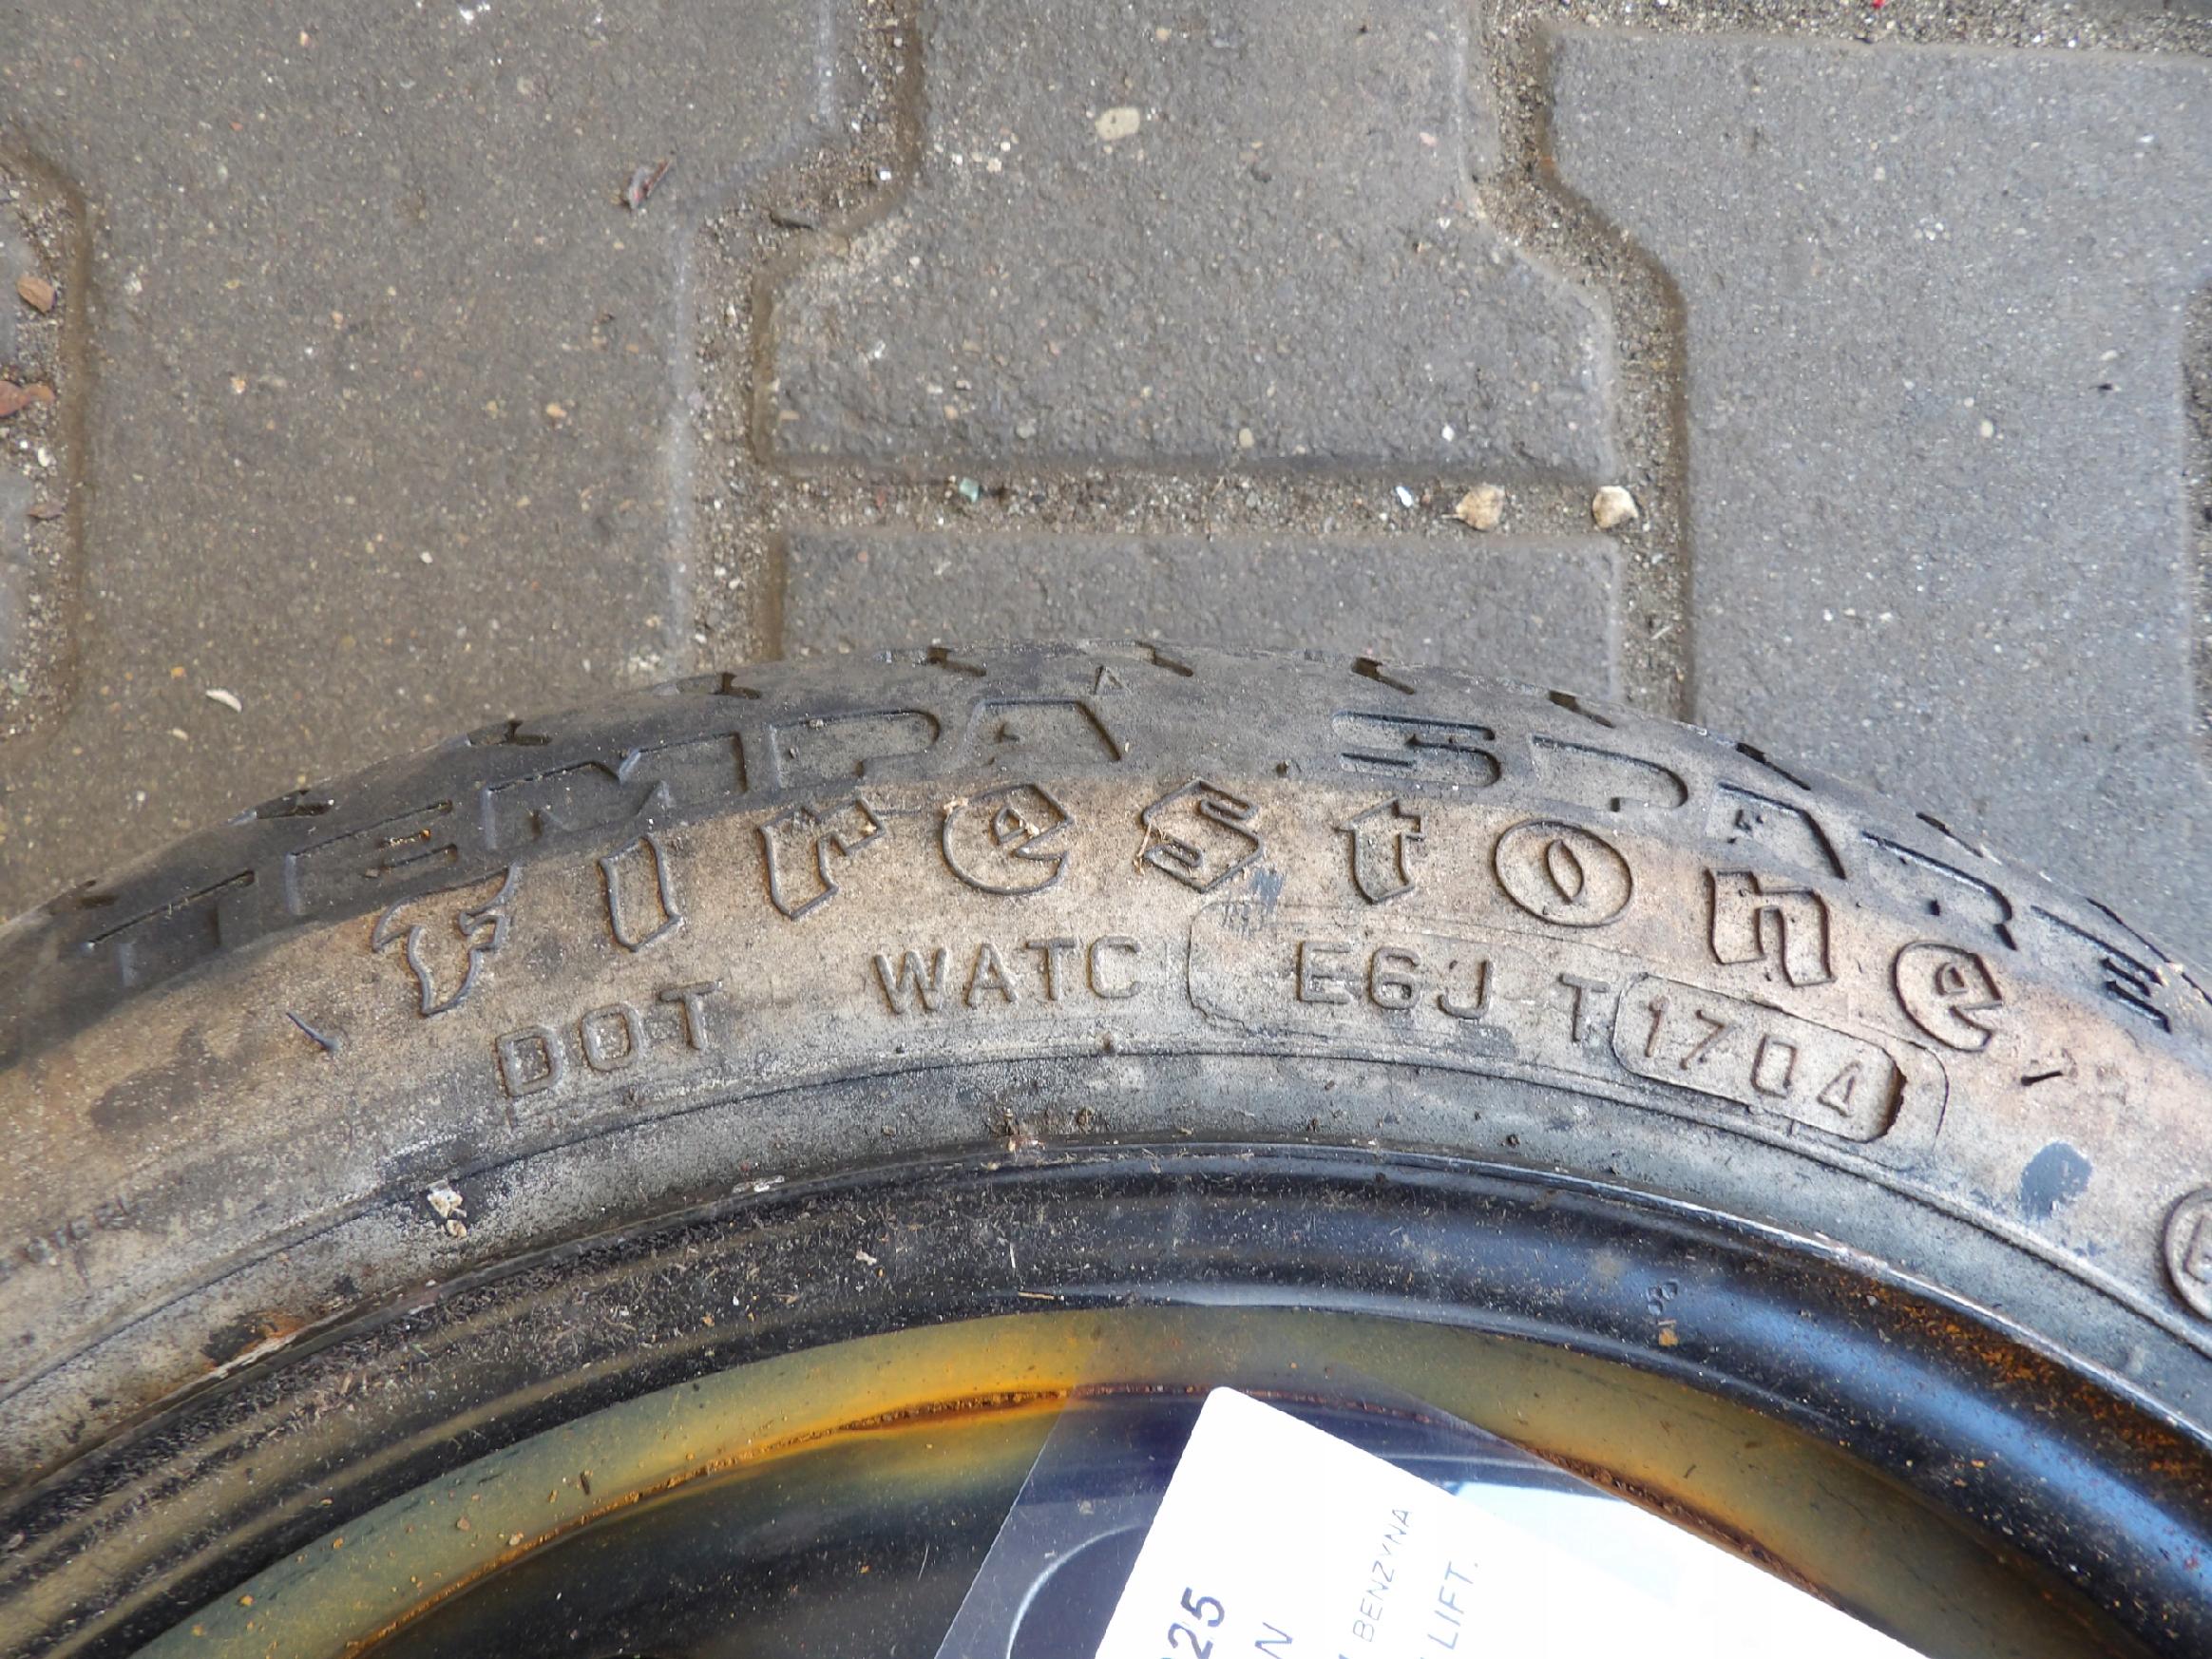 TEMPA SPARE
Firestone
DOT WATC E6J T 1704
25
N
BENZYNA
LIFT.